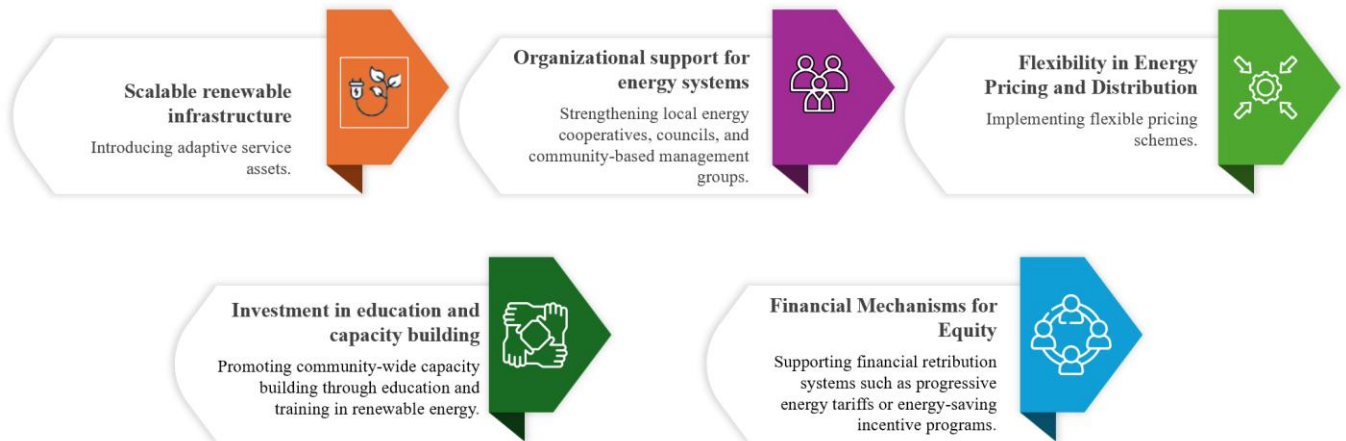 Scalable renewable
infrastructure
Introducing adaptive service
assets.
Organizational support for
energy systems
Strengthening local energy
cooperatives, councils, and
community-based management
groups.
Flexibility in Energy
Pricing and Distribution
Implementing flexible pricing
schemes.
Investment in education and
capacity building
Promoting community-wide capacity
building through education and
training in renewable energy.
Financial Mechanisms for
Equity
Supporting financial retribution
systems such as progressive
energy tariffs or energy-saving
incentive programs.